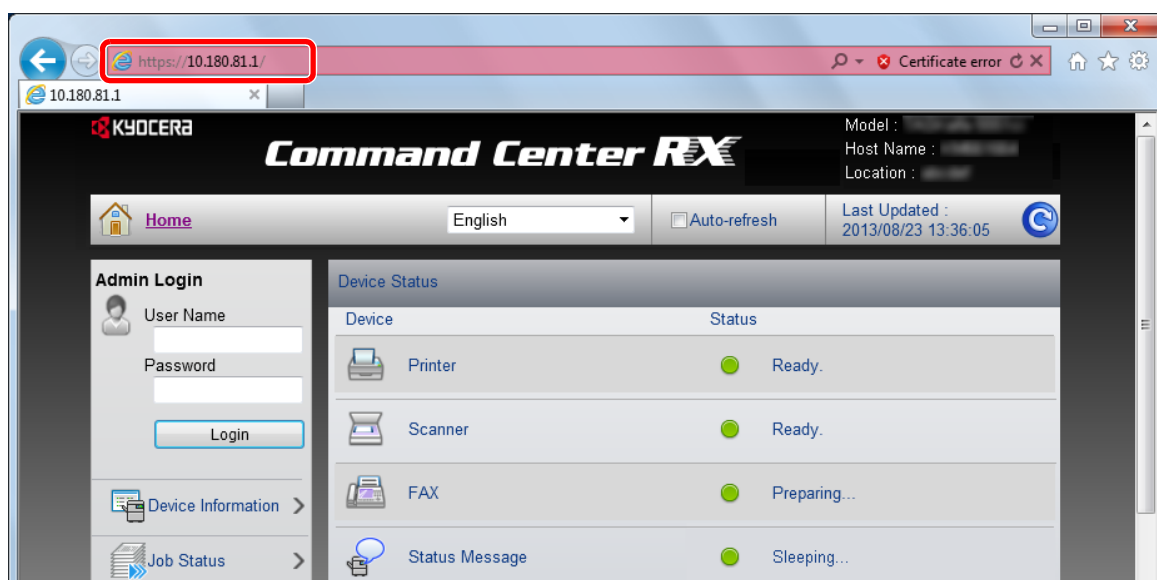 https://10.180.81.1/
Certificate error
10.180.81.1
KYOCERA
Command Center RX
Model :
Host Name :
Location :
Home
English
Auto-refresh
Last Updated :
2013/08/23 13:36:05
Admin Login
User Name
Password
Login
Device Information
Job Status
Device Status
Device Status
Printer Ready.
Scanner Ready.
FAX Preparing...
Status Message Sleeping...